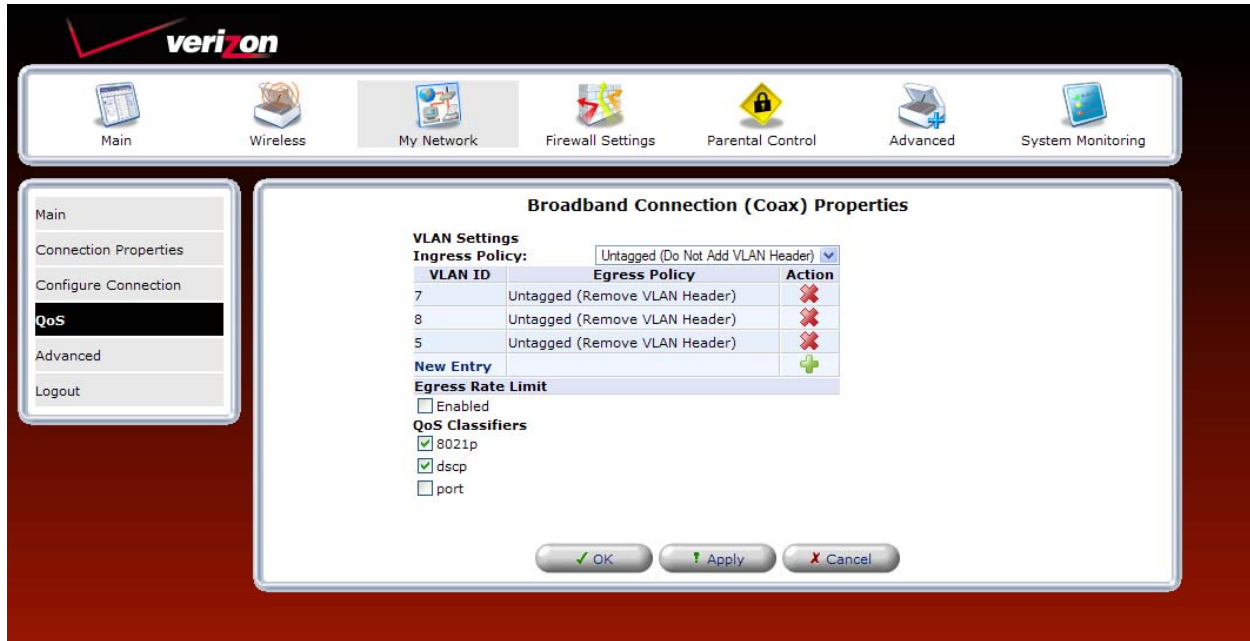 verizon
Main Wireless My Network Firewall Settings Parental Control Advanced System Monitoring
Main
Connection Properties
Configure Connection
QoS
Advanced
Logout
Broadband Connection (Coax) Properties
VLAN Settings
Ingress Policy: Untagged (Do Not Add VLAN Header)
VLAN ID Egress Policy Action
7 Untagged (Remove VLAN Header)
8 Untagged (Remove VLAN Header)
5 Untagged (Remove VLAN Header)
New Entry
Egress Rate Limit
Enabled
QoS Classifiers
8021p
dscp
port
OK Apply Cancel